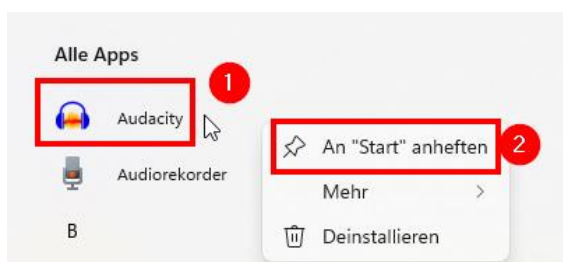 Alle Apps
1
Audacity
An "Start" anheften
2
Audiorekorder
Mehr
B
Deinstallieren